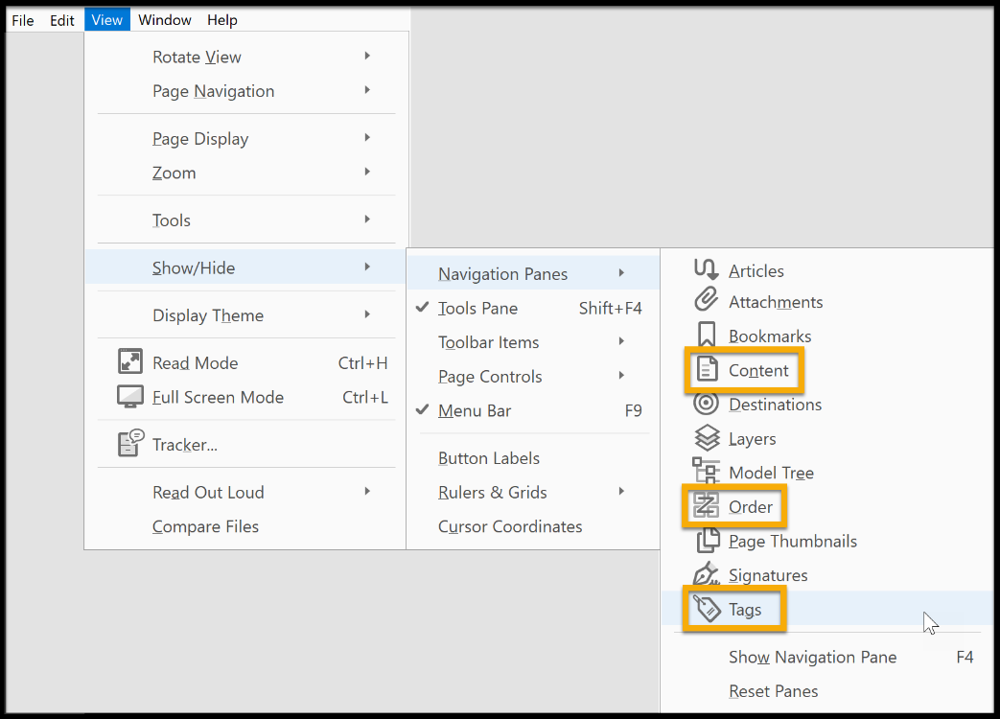 File Edit View Window Help
Rotate View
Page Navigation
Page Display
Zoom
Tools
Show/Hide
Display Theme
Read Mode Ctrl+H
Full Screen Mode Ctrl+L
Tracker...
Read Out Loud
Compare Files
Navigation Panes
Tools Pane Shift+F4
Toolbar Items
Page Controls
Menu Bar F9
Button Labels
Rulers & Grids
Cursor Coordinates
Articles
Attachments
Bookmarks
Content
Destinations
Layers
Model Tree
Order
Page Thumbnails
Signatures
Tags
Show Navigation Pane F4
Reset Panes